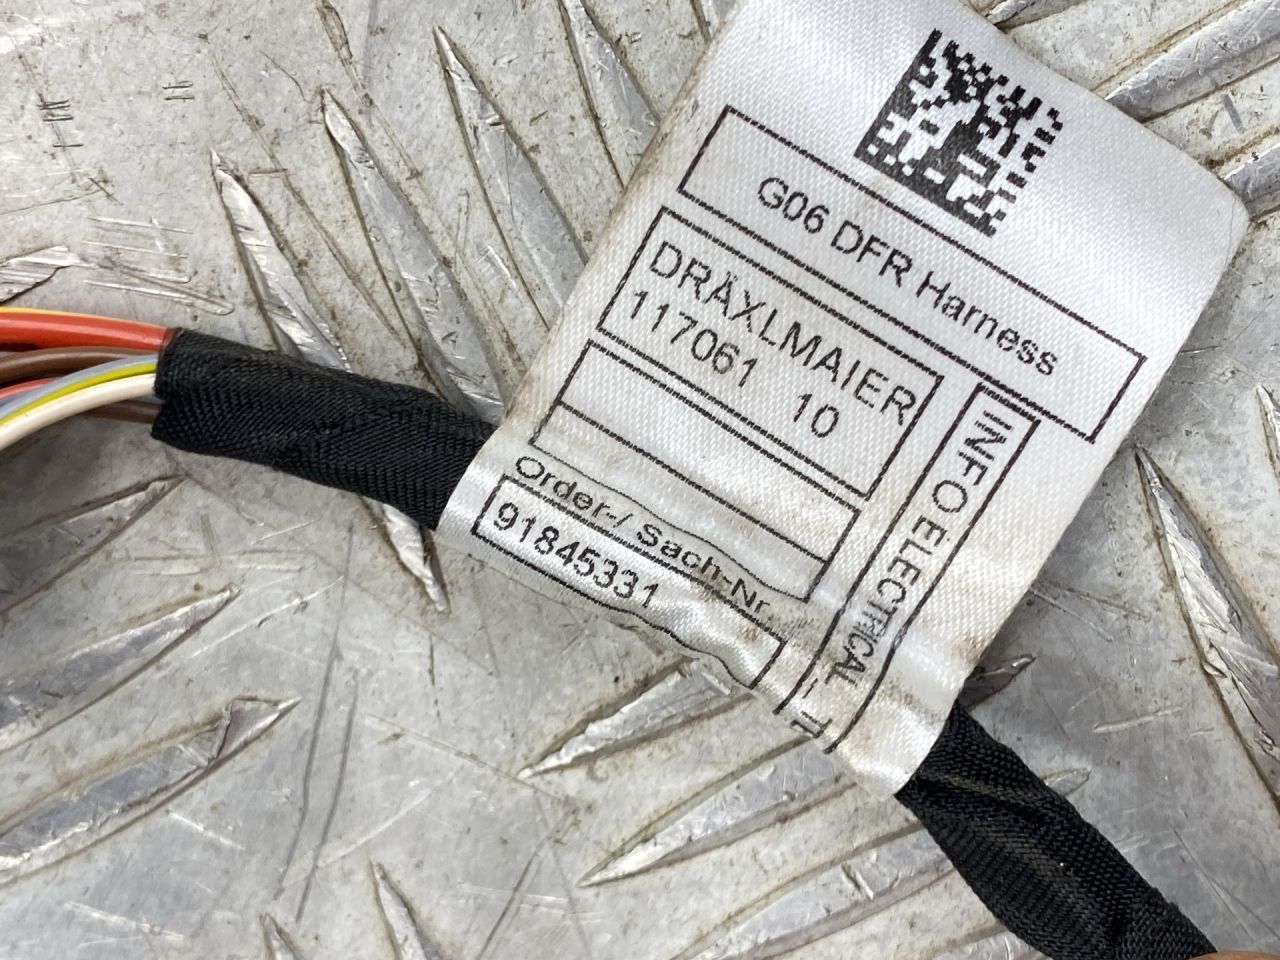 G06 DFR Harness
DRÄXLMAIER
117061 10
INFO ELECTRICAL
Order-/ Sach-Nr.
91845331